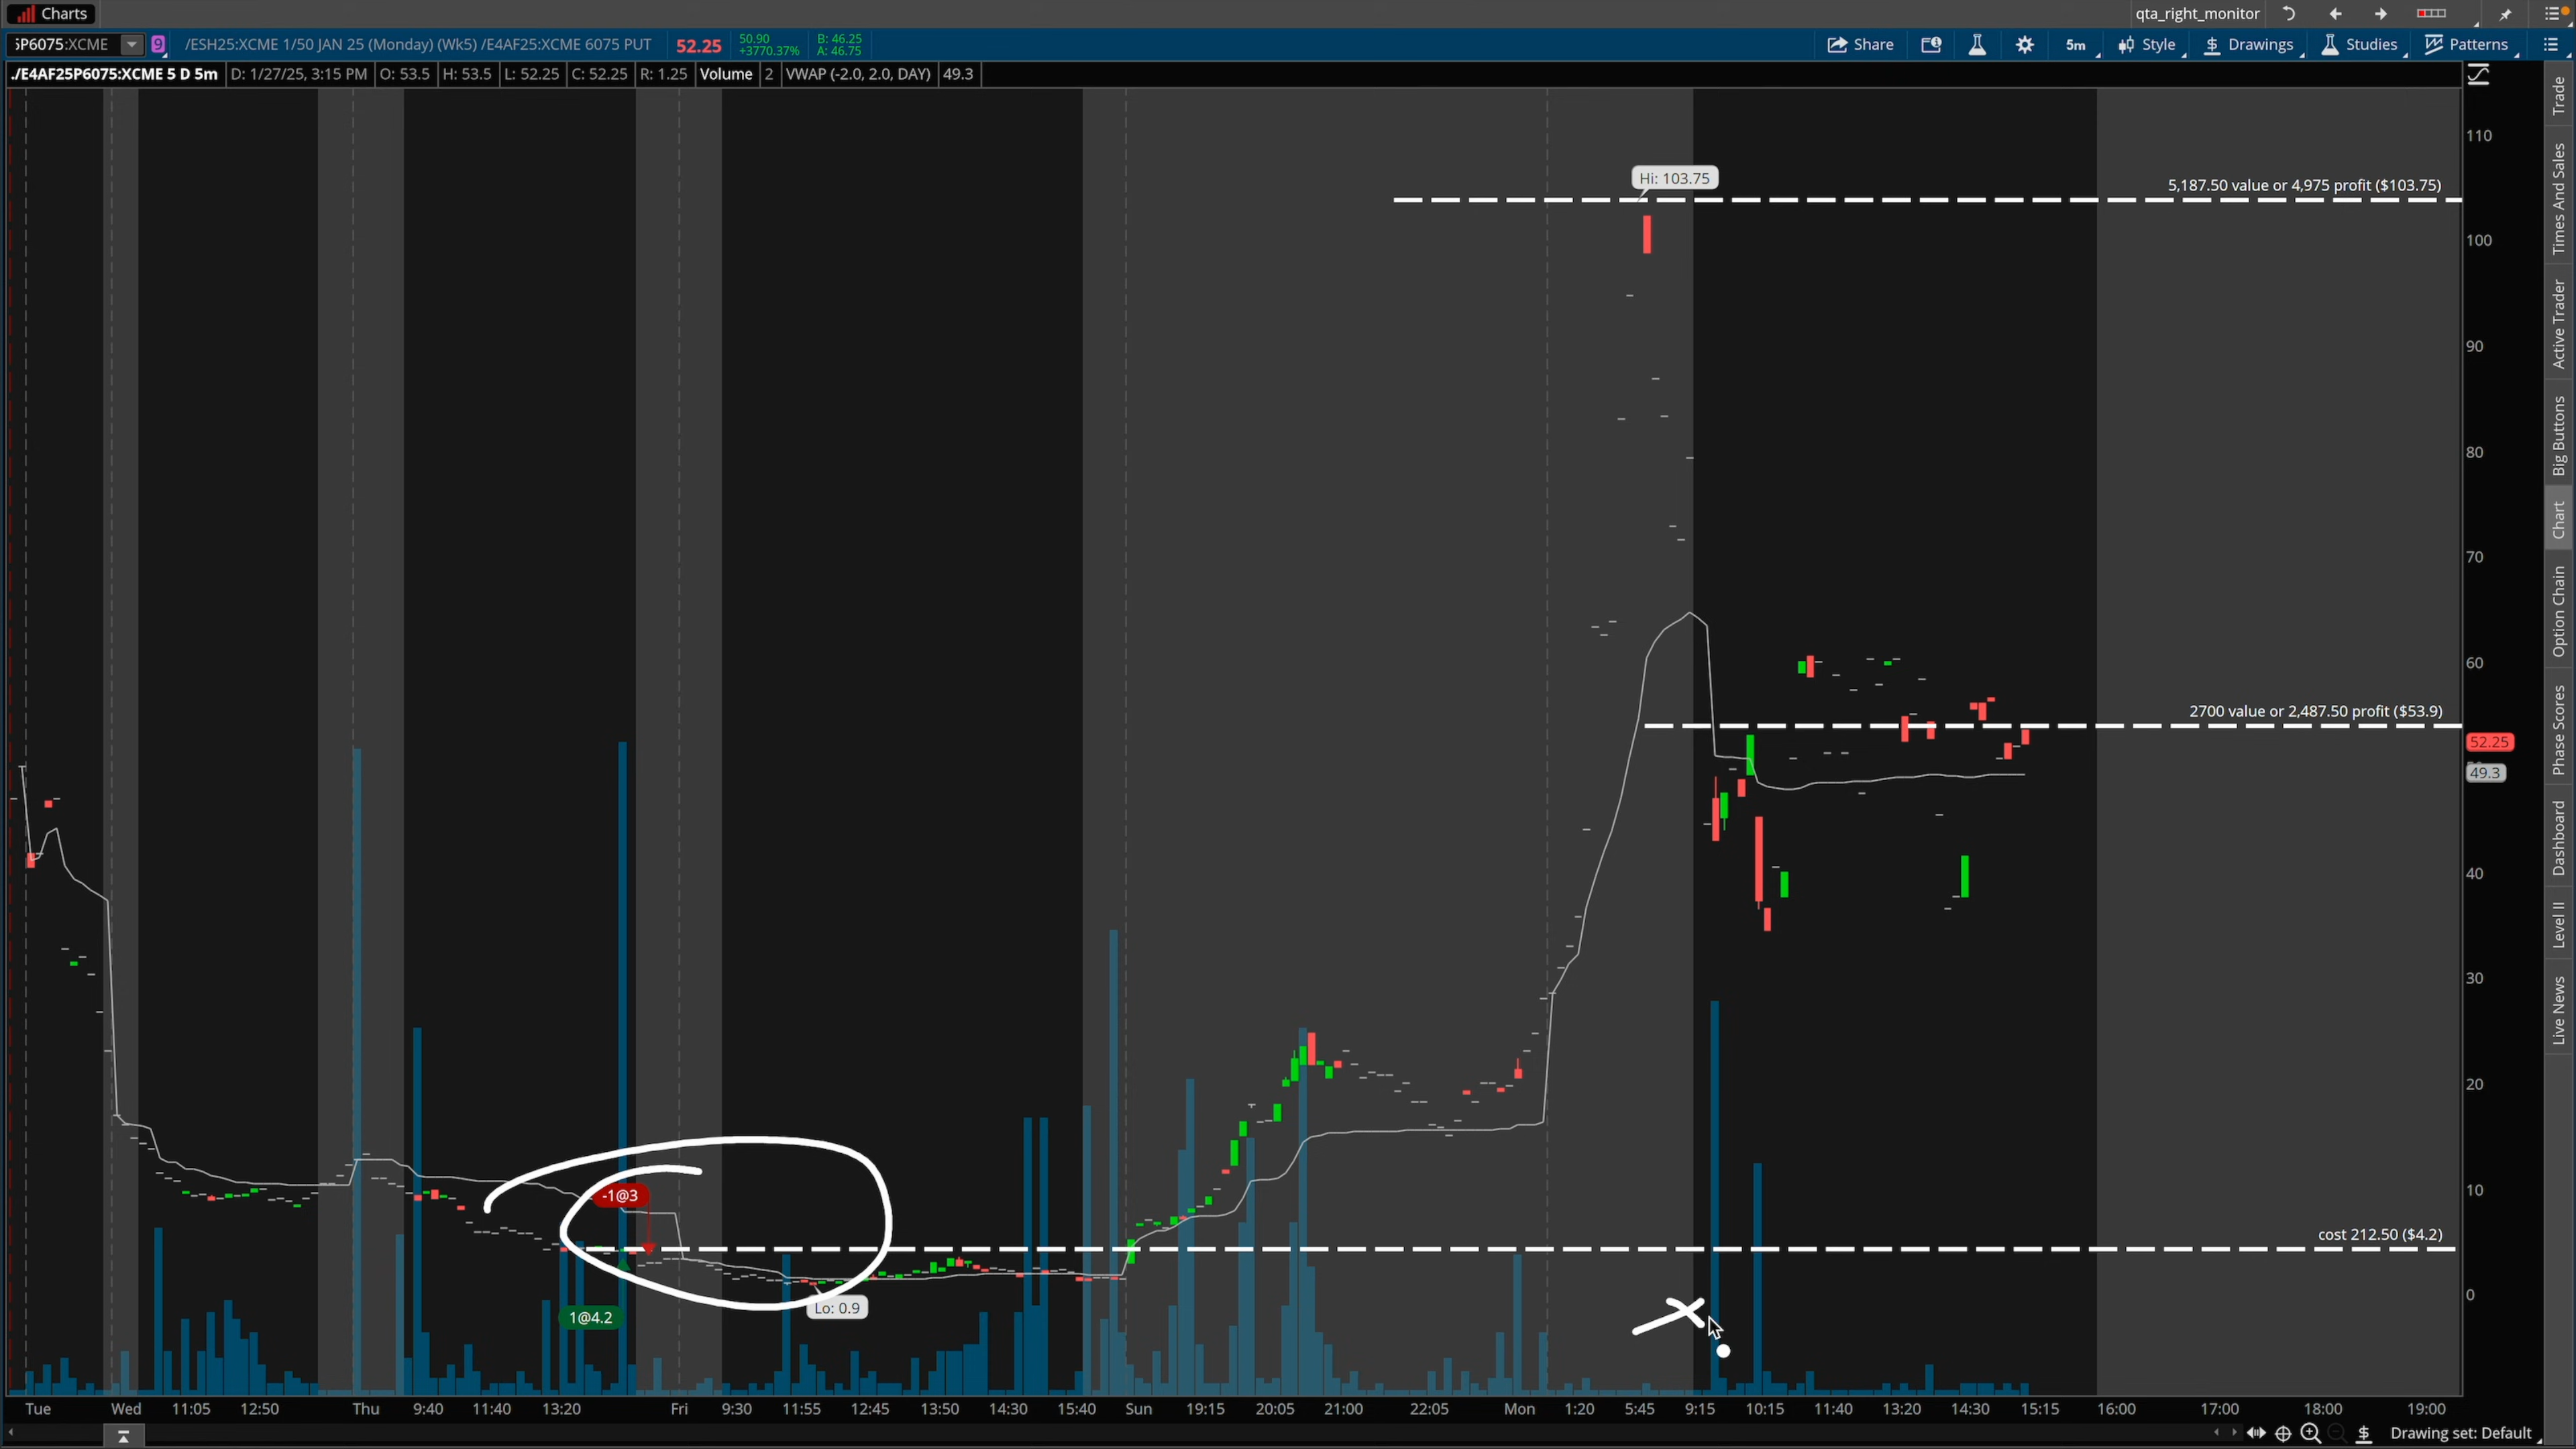 Charts
qta_right_monitor
5P6075:XCME
9
/ESH25:XCME 1/50 JAN 25 (Monday) (Wk5) /E4AF25:XCME 6075 PUT
52.25
50.90
+3770.37%
B: 46.25
A: 46.75
Share
5m
Style
Drawings
Studies
Patterns
./E4AF25P6075:XCME 5 D 5m
D: 1/27/25, 3:15 PM
O: 53.5
H: 53.5
L: 52.25
C: 52.25
R: 1.25
Volume
2
VWAP (-2.0, 2.0, DAY)
49.3
Hi: 103.75
5,187.50 value or 4,975 profit ($103.75)
2700 value or 2,487.50 profit ($53.9)
cost 212.50 ($4.2)
-1@3
1@4.2
Lo: 0.9
110
100
90
80
70
60
52.25
49.3
40
30
20
10
0
Trade
Times And Sales
Active Trader
Big Buttons
Chart
Option Chain
Phase Scores
Dashboard
Level II
Live News
Tue
Wed
11:05
12:50
Thu
9:40
11:40
13:20
Fri
9:30
11:55
12:45
13:50
14:30
15:40
Sun
19:15
20:05
21:00
22:05
Mon
1:20
5:45
9:15
10:15
11:40
13:20
14:30
15:15
16:00
17:00
18:00
19:00
Drawing set: Default